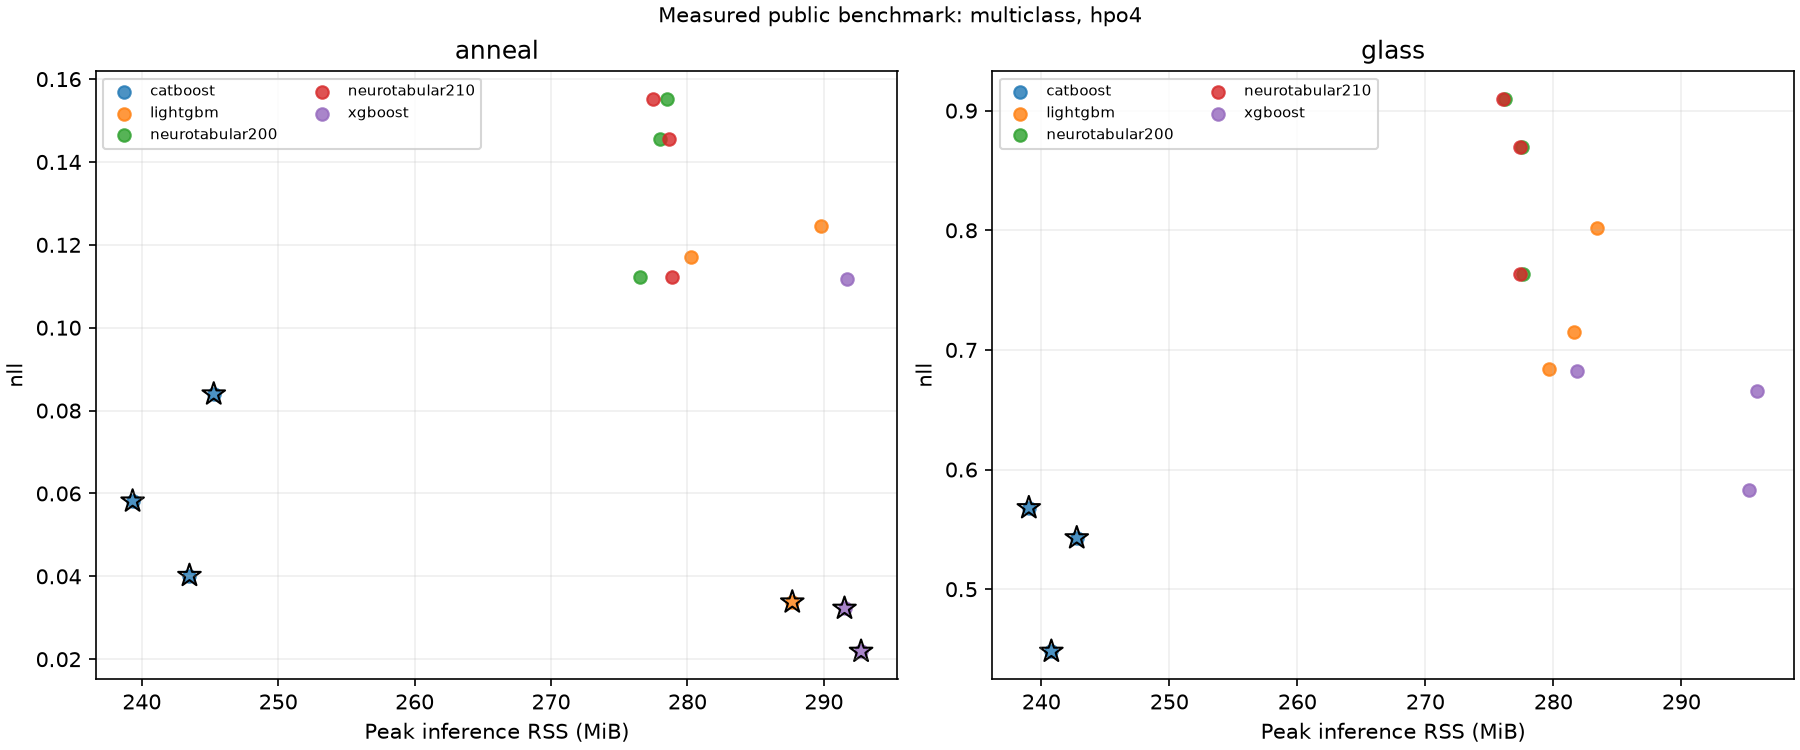 Measured public benchmark: multiclass, hpo4
anneal
catboost
lightgbm
neurotabular200
neurotabular210
xgboost
0.16
0.14
0.12
0.10
0.08
0.06
0.04
0.02
nll
240 250 260 270 280 290
Peak inference RSS (MiB)
glass
catboost
lightgbm
neurotabular200
neurotabular210
xgboost
0.9
0.8
0.7
0.6
0.5
nll
240 250 260 270 280 290
Peak inference RSS (MiB)